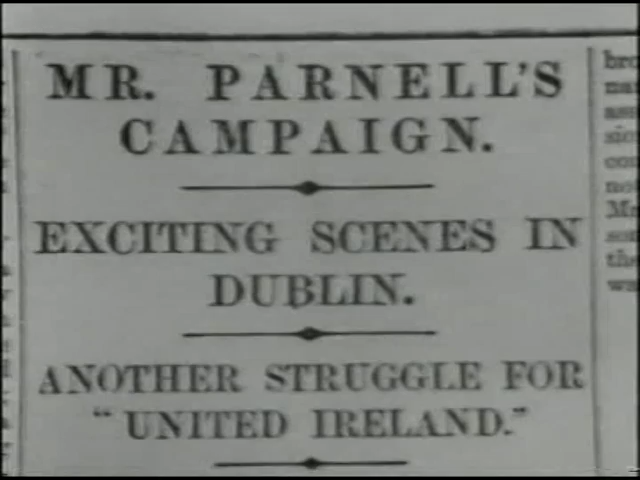 MR. PARNELL'S
CAMPAIGN.
EXCITING SCENES IN
DUBLIN.
ANOTHER STRUGGLE FOR
"UNITED IRELAND."